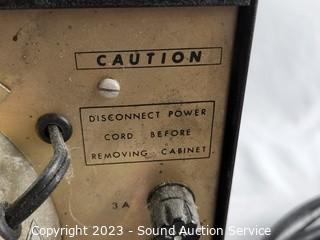 CAUTION
DISCONNECT POWER
CORD BEFORE
REMOVING CABINET
3A
Copyright 2023 - Sound Auction Service